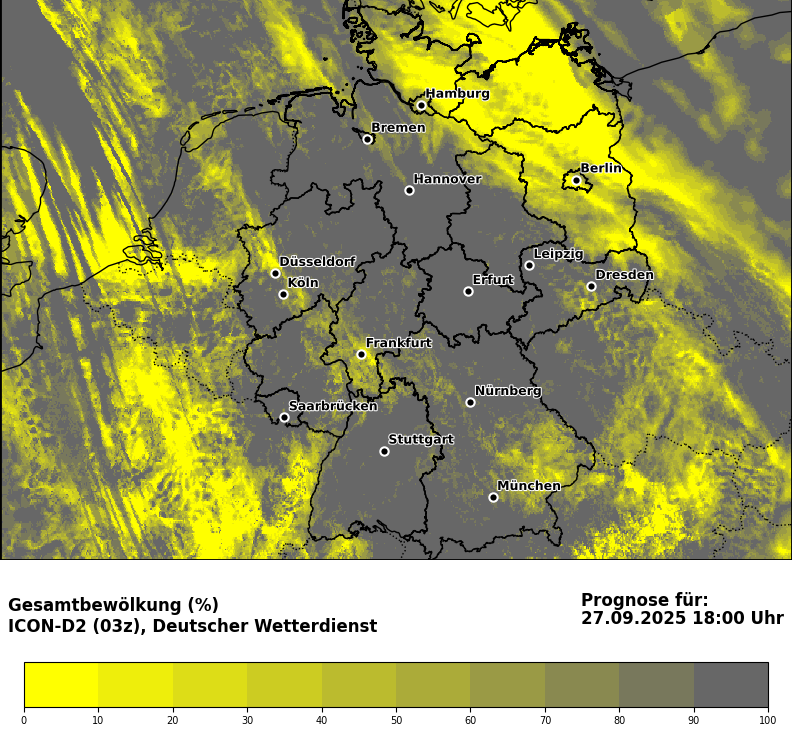 Hamburg
Bremen
Berlin
Hannover
Leipzig
Düsseldorf
Dresden
Köln
Erfurt
Frankfurt
Nürnberg
Saarbrücken
Stuttgart
München
Gesamtbewölkung (%)
ICON-D2 (03z), Deutscher Wetterdienst
Prognose für:
27.09.2025 18:00 Uhr
0 10 20 30 40 50 60 70 80 90 100